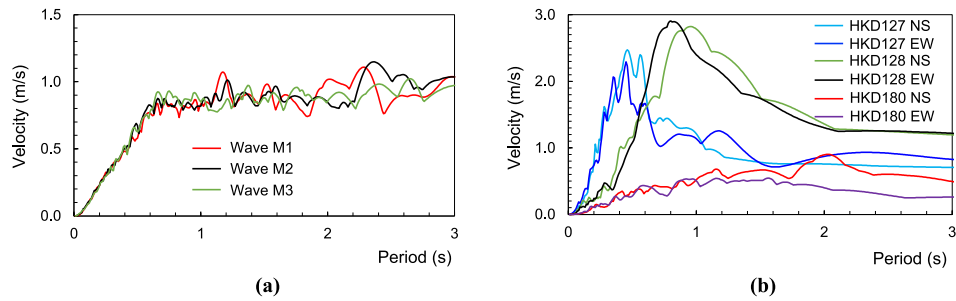 1.5
1.0
0.5
0.0
Velocity (m/s)
Wave M1
Wave M2
Wave M3
0
1
2
3
Period (s)
(a)
3.0
2.0
1.0
0.0
Velocity (m/s)
HKD127 NS
HKD127 EW
HKD128 NS
HKD128 EW
HKD180 NS
HKD180 EW
0
1
2
3
Period (s)
(b)